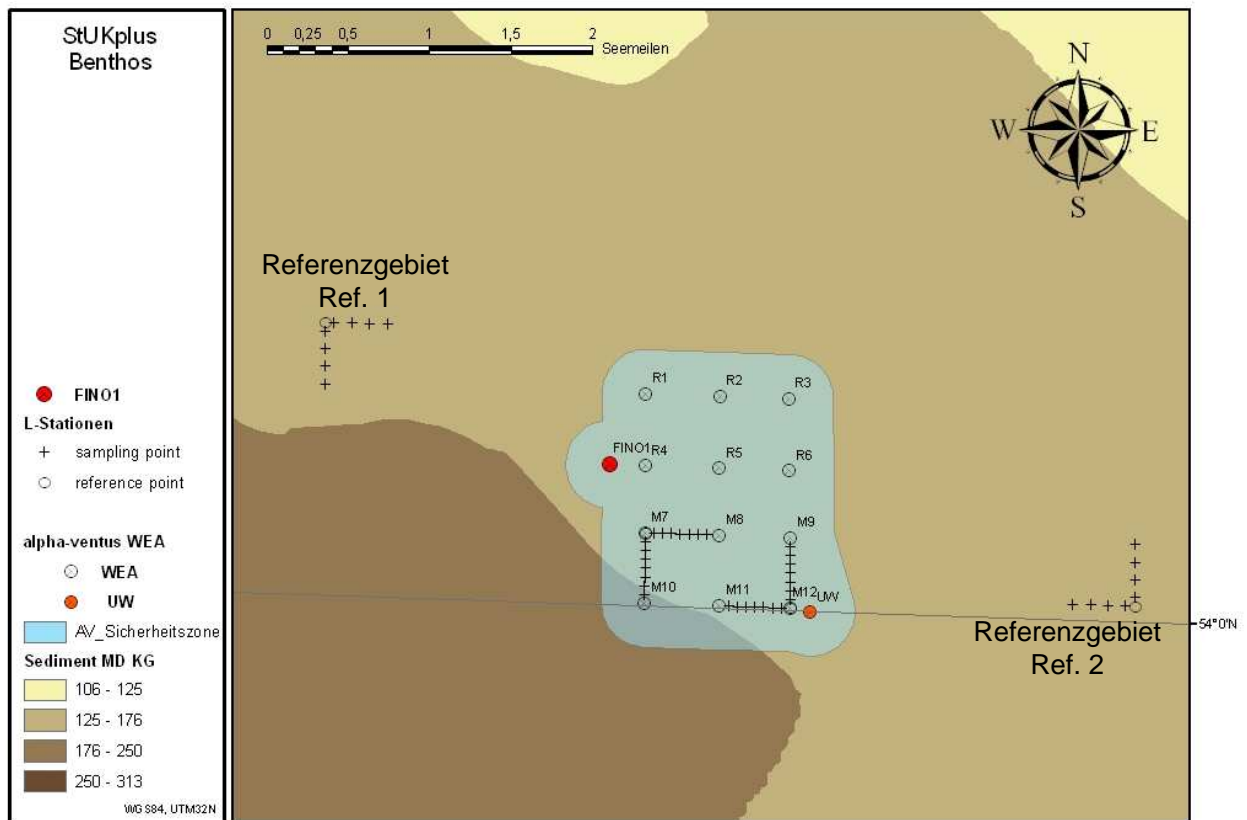 StUKplus
Benthos
0 0,25 0,5 1 1,5 2
Seemeilen
N
W E
S
Referenzgebiet
Ref. 1
R1 R2 R3
FINO1 R4 R5 R6
M7 M8 M9
M10 M11 M12 UW
54°0'N
Referenzgebiet
Ref. 2
FINO1
L-Stationen
sampling point
reference point
alpha-ventus WEA
WEA
UW
AV_Sicherheitszone
Sediment MD KG
106 - 125
125 - 176
176 - 250
250 - 313
WGS84, UTM32N